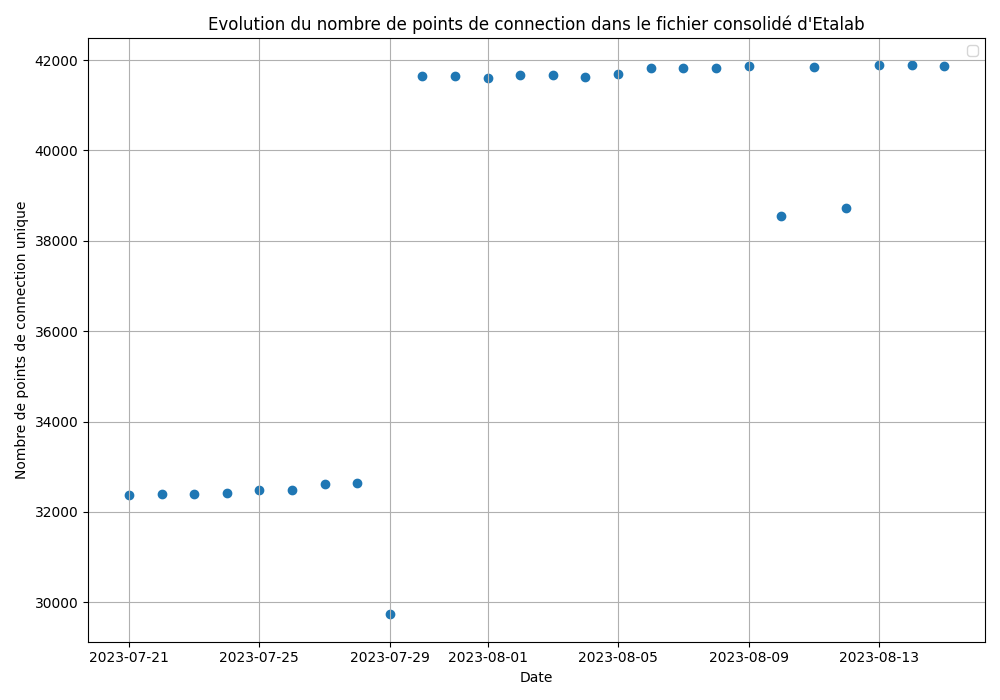 Evolution du nombre de points de connection dans le fichier consolidé d'Etalab
Nombre de points de connection unique
42000
40000
38000
36000
34000
32000
30000
2023-07-21 2023-07-25 2023-07-29 2023-08-01 2023-08-05 2023-08-09 2023-08-13
Date